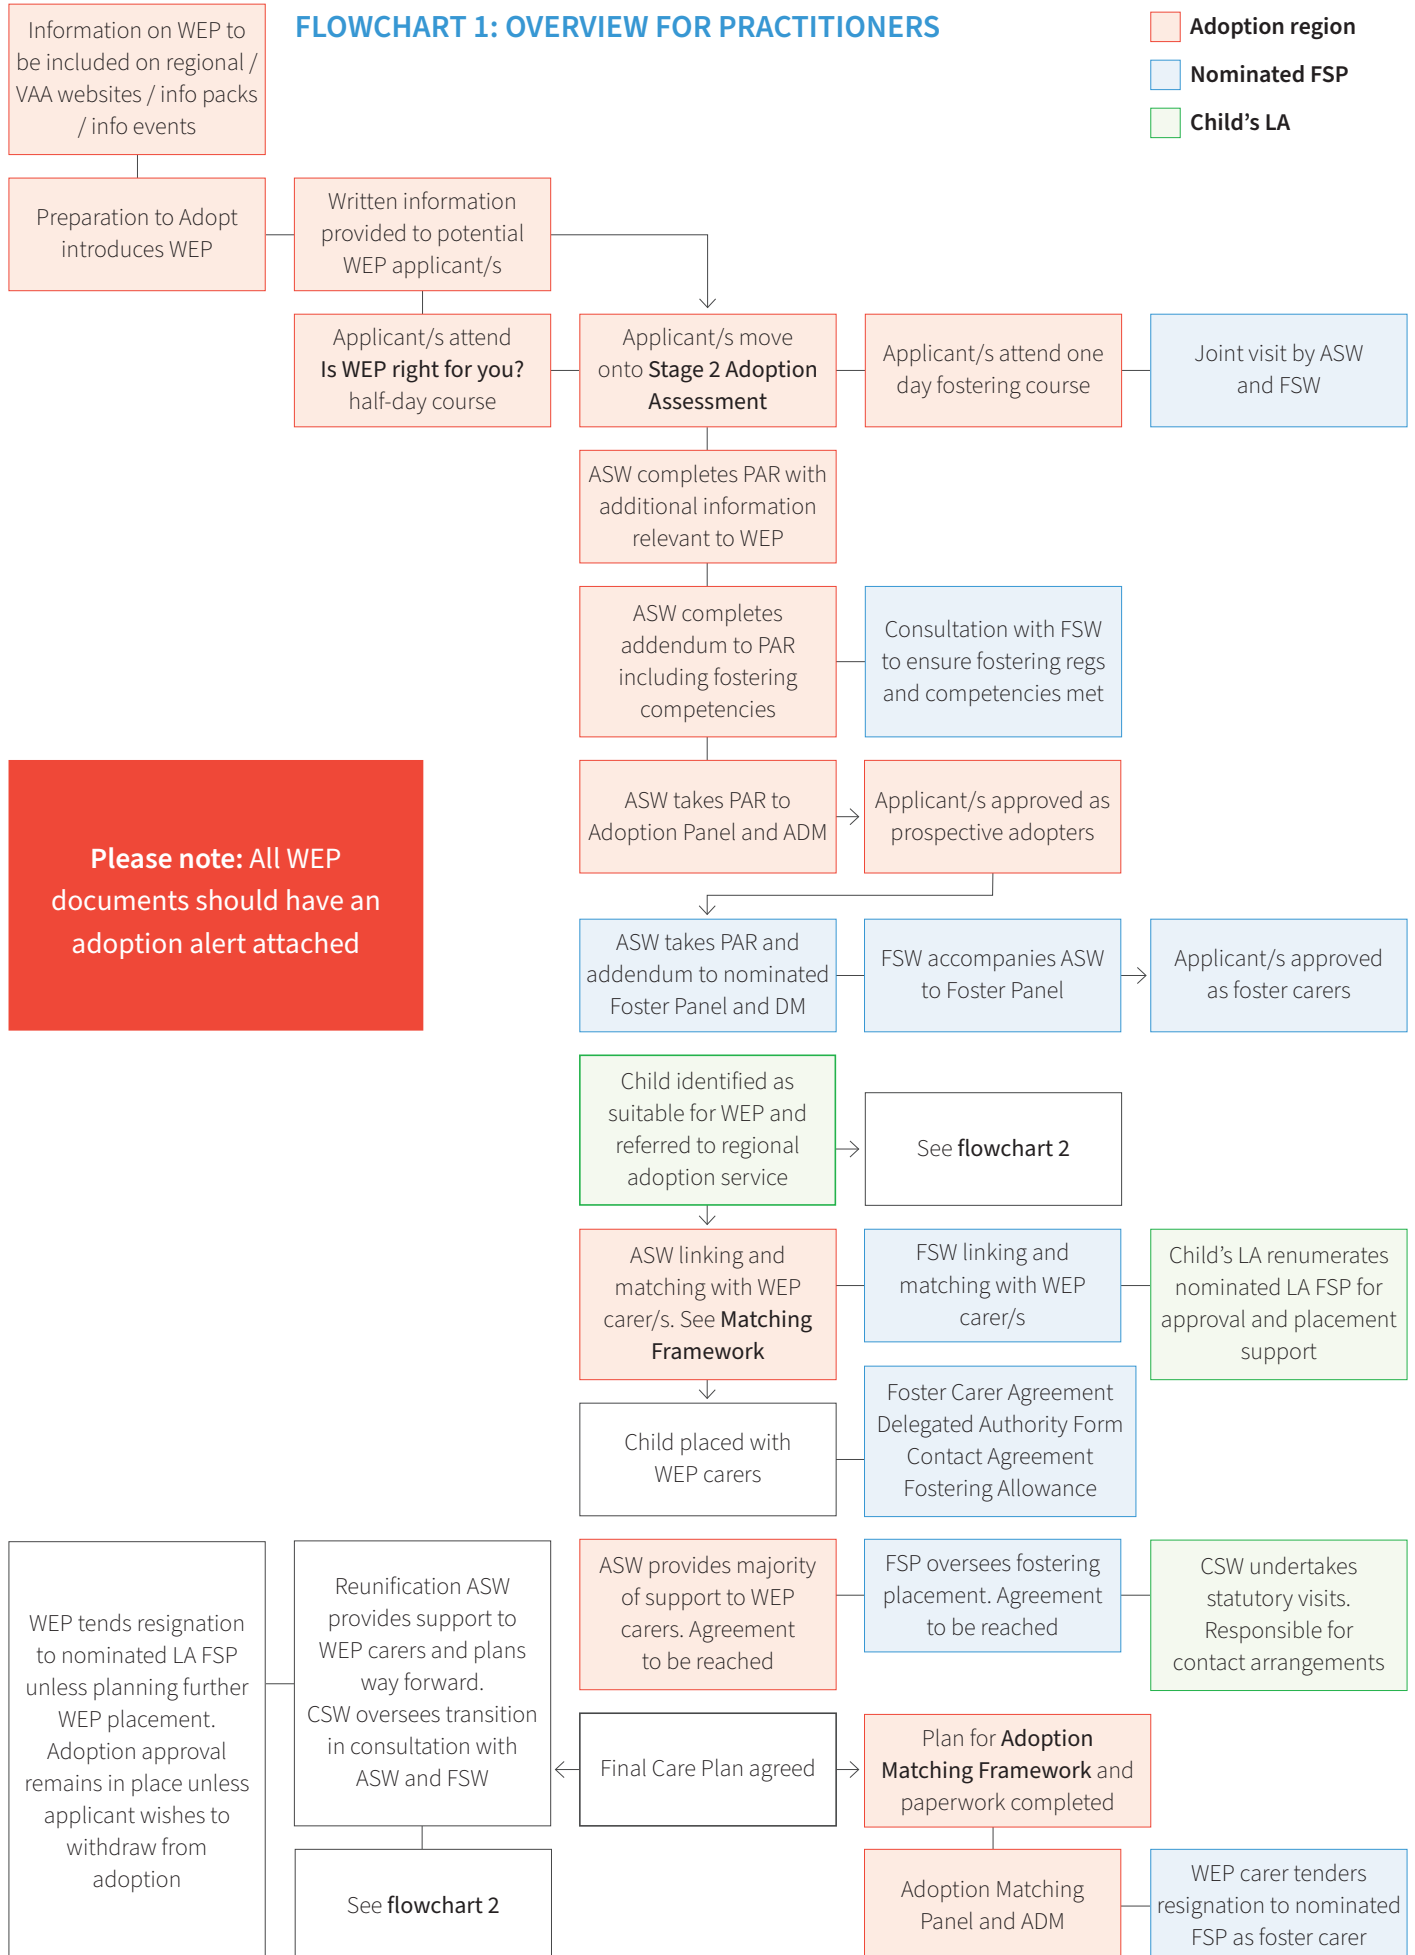 Information on WEP to
be included on regional /
VAA websites / info packs
/ info events
FLOWCHART 1: OVERVIEW FOR PRACTITIONERS
Adoption region
Nominated FSP
Child's LA
Preparation to Adopt
introduces WEP
Written information
provided to potential
WEP applicant/s
Applicant/s attend
Is WEP right for you?
half-day course
Applicant/s move
onto Stage 2 Adoption
Assessment
Applicant/s attend one
day fostering course
Joint visit by ASW
and FSW
ASW completes PAR with
additional information
relevant to WEP
ASW completes
addendum to PAR
including fostering
competencies
Consultation with FSW
to ensure fostering regs
and competencies met
Please note: All WEP
documents should have an
adoption alert attached
ASW takes PAR to
Adoption Panel and ADM
Applicant/s approved as
prospective adopters
ASW takes PAR and
addendum to nominated
Foster Panel and DM
FSW accompanies ASW
to Foster Panel
Applicant/s approved
as foster carers
Child identified as
suitable for WEP and
referred to regional
adoption service
See flowchart 2
ASW linking and
matching with WEP
carer/s. See Matching
Framework
FSW linking and
matching with WEP
carer/s
Child's LA renumerates
nominated LA FSP for
approval and placement
support
Child placed with
WEP carers
Foster Carer Agreement
Delegated Authority Form
Contact Agreement
Fostering Allowance
WEP tends resignation
to nominated LA FSP
unless planning further
WEP placement.
Adoption approval
remains in place unless
applicant wishes to
withdraw from
adoption
Reunification ASW
provides support to
WEP carers and plans
way forward.
CSW oversees transition
in consultation with
ASW and FSW
ASW provides majority
of support to WEP
carers. Agreement
to be reached
FSP oversees fostering
placement. Agreement
to be reached
CSW undertakes
statutory visits.
Responsible for
contact arrangements
Final Care Plan agreed
Plan for Adoption
Matching Framework and
paperwork completed
See flowchart 2
Adoption Matching
Panel and ADM
WEP carer tenders
resignation to nominated
FSP as foster carer